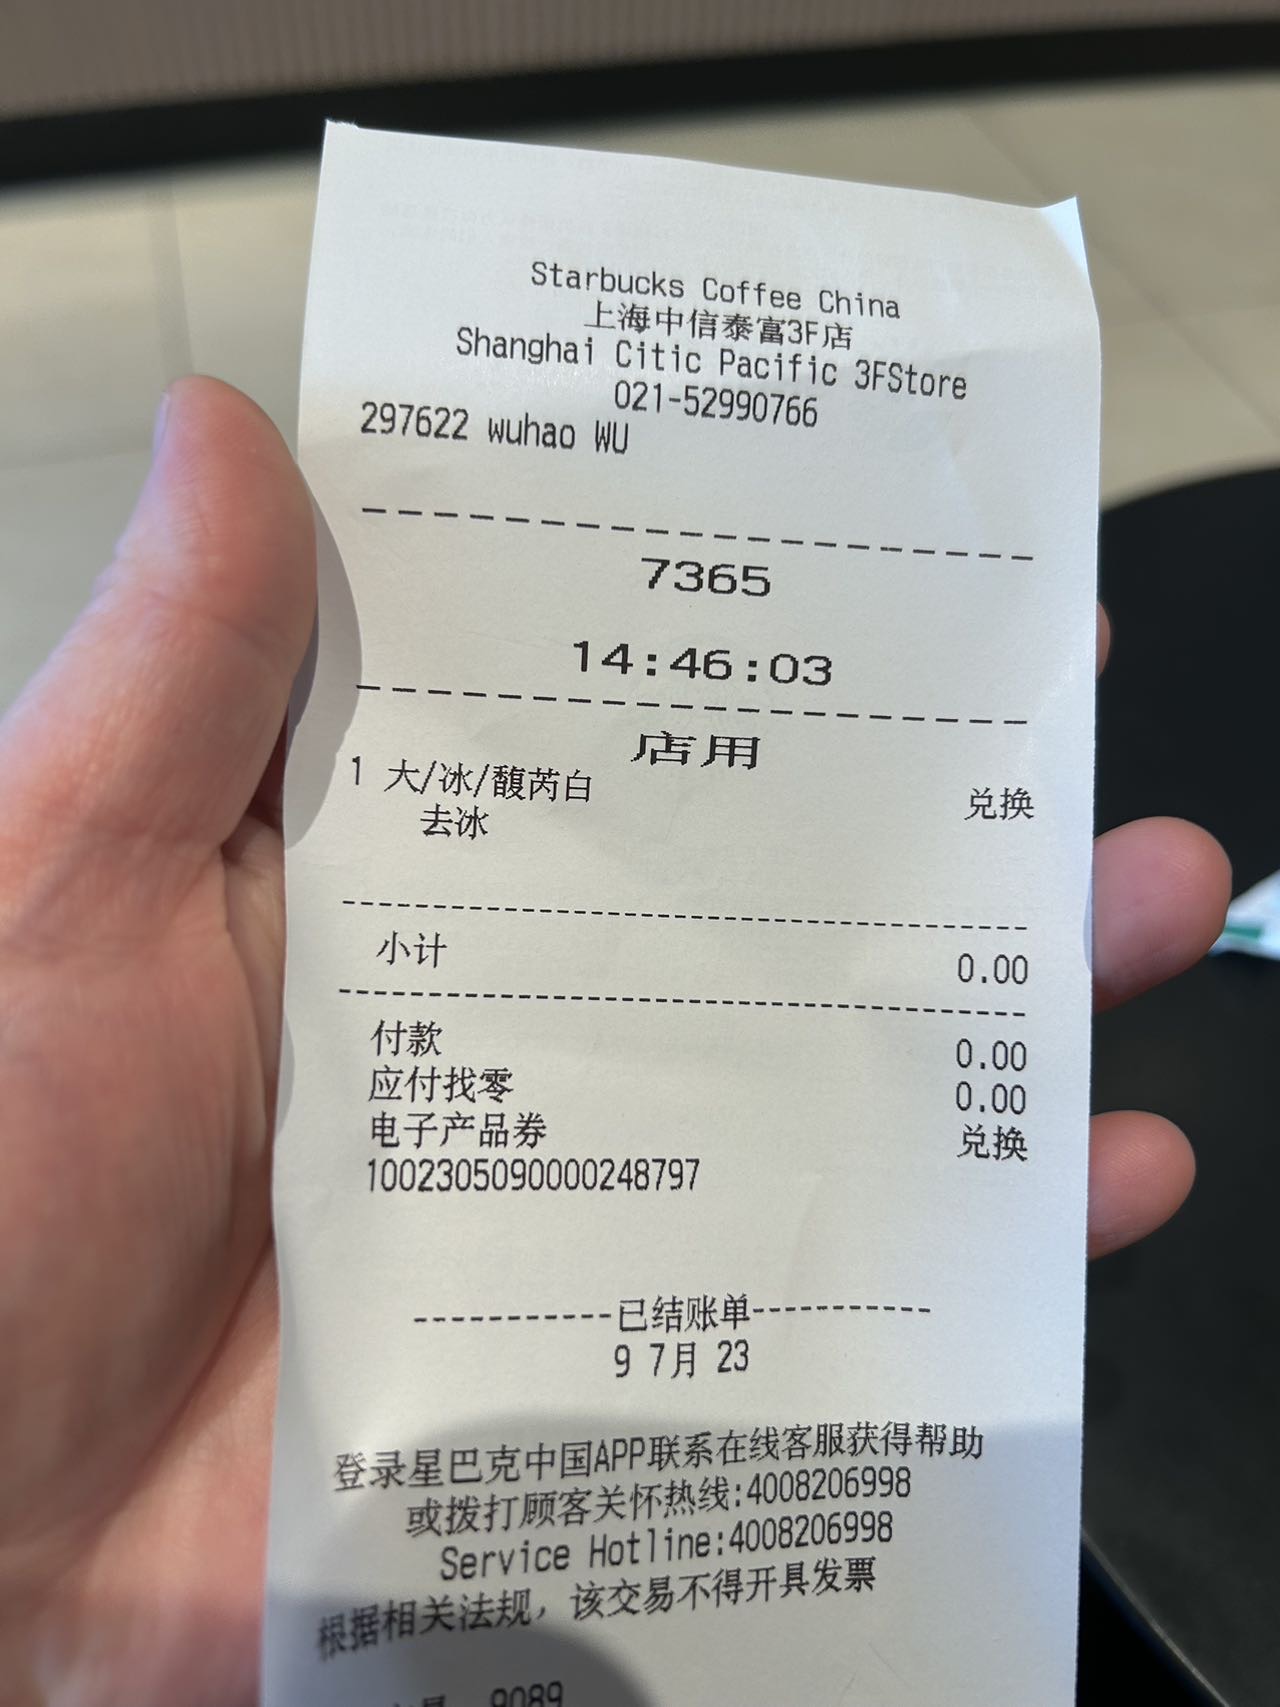 Starbucks Coffee China
上海中信泰富3F店
Shanghai Citic Pacific 3FStore
021-52990766
297622 wuhao WU
7365
14:46:03
店用
1 大/冰/馥芮白 兑换
去冰
小计 0.00
付款 0.00
应付找零 0.00
电子产品券 兑换
1002305090000248797
-----------已结账单-----------
9 7月 23
登录星巴克中国APP联系在线客服获得帮助
或拨打顾客关怀热线:4008206998
Service Hotline:4008206998
根据相关法规，该交易不得开具发票
9089